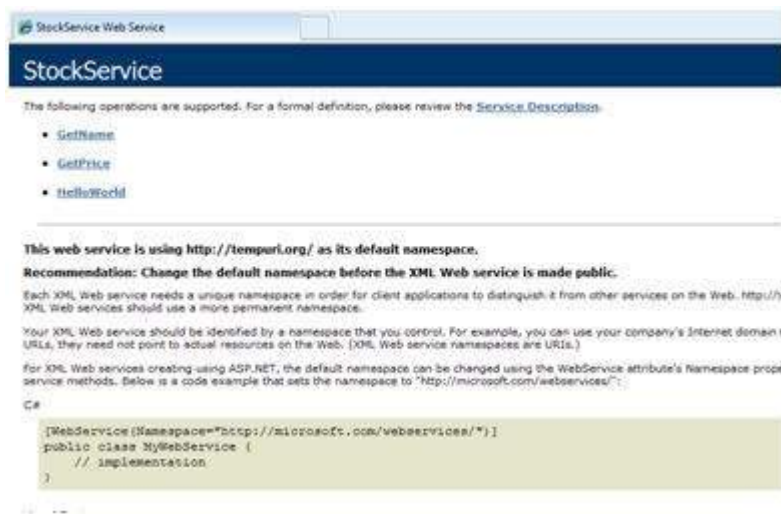 StockService Web Service
StockService
The following operations are supported. For a formal definition, please review the Service Description.
GetName
GetPrice
HelloWorld
This web service is using http://tempuri.org/ as its default namespace.
Recommendation: Change the default namespace before the XML Web service is made public.
Each XML Web service needs a unique namespace in order for client applications to distinguish it from other services on the Web. http://
XML Web services should use a more permanent namespace.
Your XML Web service should be identified by a namespace that you control. For example, you can use your company's Internet domain
URLs, they need not point to actual resources on the Web. (XML Web service namespaces are URIs.)
For XML Web services creating using ASP.NET, the default namespace can be changed using the WebService attribute's Namespace prope
service methods. Below is a code example that sets the namespace to "http://microsoft.com/webservices/":
C#
[WebService(Namespace="http://microsoft.com/webservices/")]
public class MyWebService {
// implementation
}